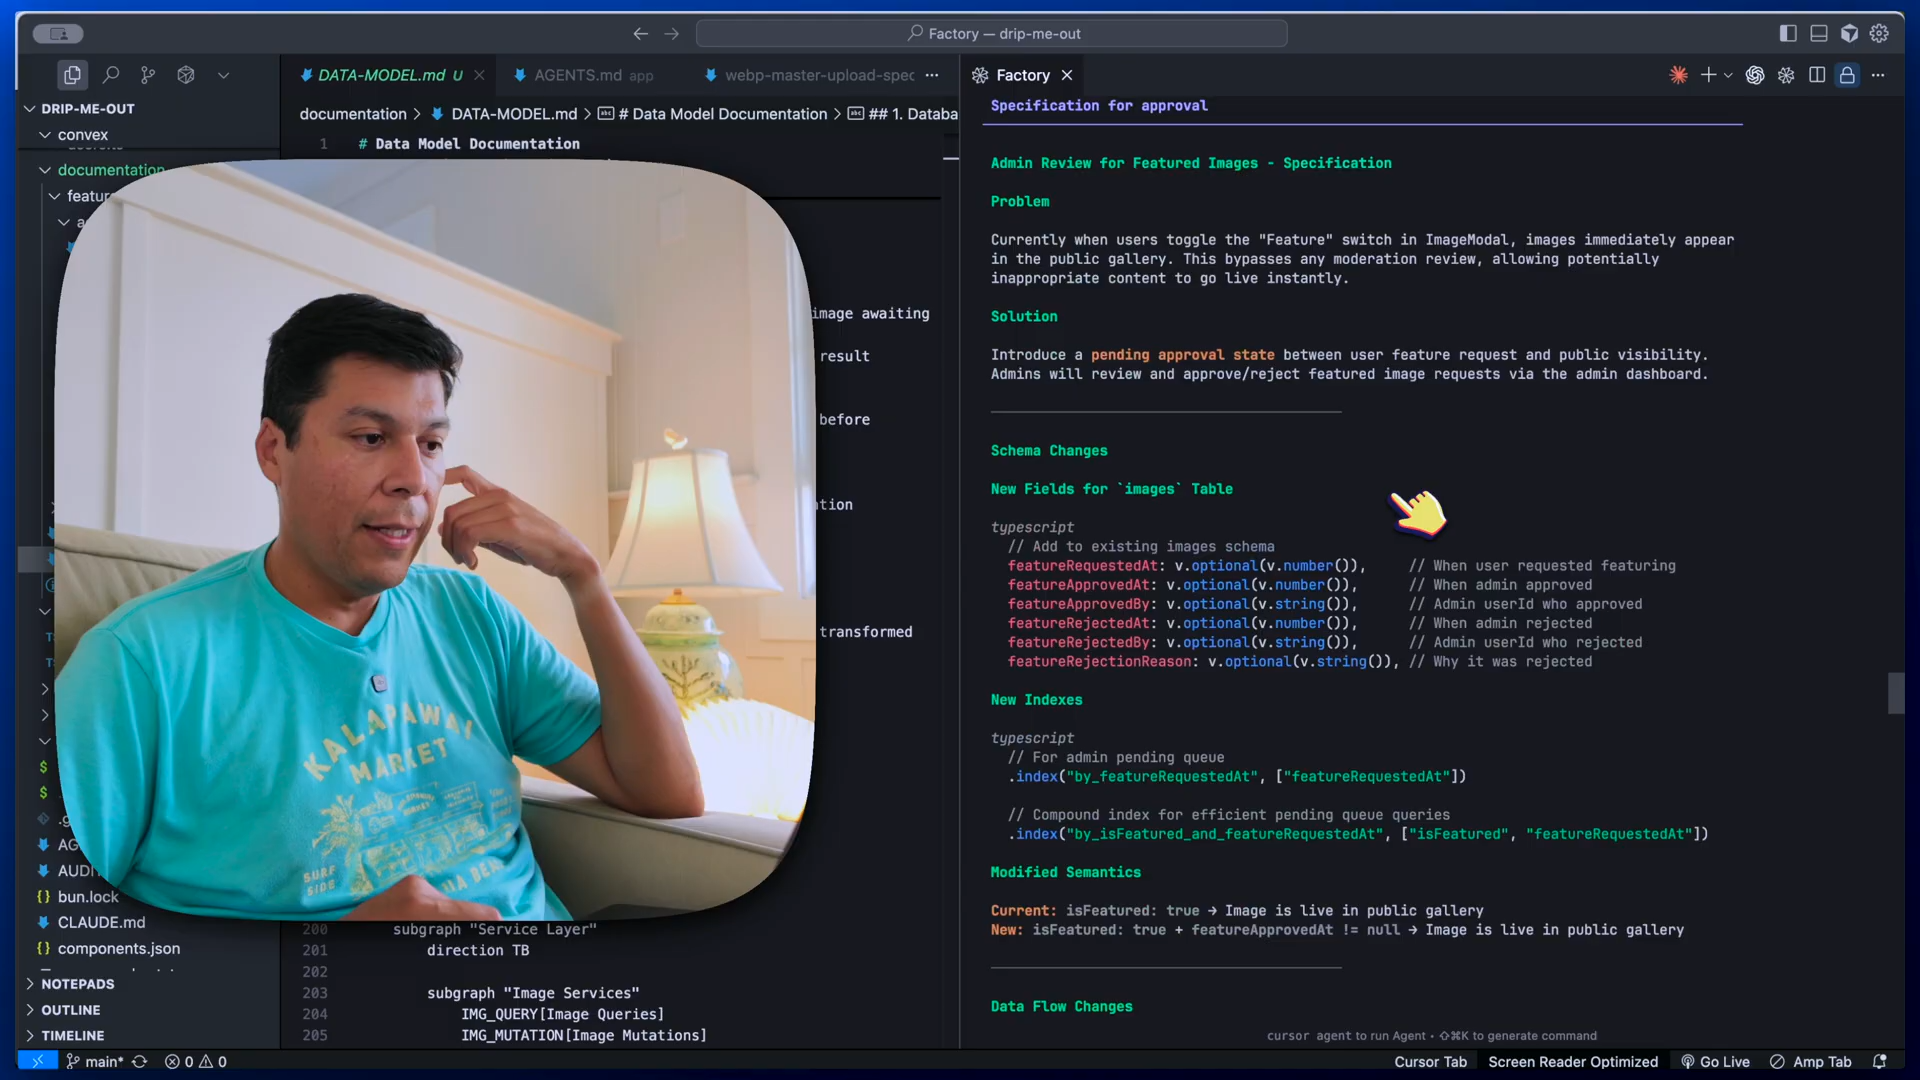 Factory — drip-me-out
DATA-MODEL.md U
AGENTS.md app
webp-master-upload-spec
Factory
DRIP-ME-OUT
convex
documentation
documentation > DATA-MODEL.md > # Data Model Documentation > ## 1. Databa
1 # Data Model Documentation
image awaiting
result
before
transformed
KALAPAWAY
MARKET
SURF
SIDE
bun.lock
CLAUDE.md
components.json
NOTEPADS
OUTLINE
TIMELINE
200 subgraph "Service Layer"
201 direction TB
202
203 subgraph "Image Services"
204 IMG_QUERY[Image Queries]
205 IMG_MUTATION[Image Mutations]
Specification for approval
Admin Review for Featured Images - Specification
Problem
Currently when users toggle the "Feature" switch in ImageModal, images immediately appear
in the public gallery. This bypasses any moderation review, allowing potentially
inappropriate content to go live instantly.
Solution
Introduce a pending approval state between user feature request and public visibility.
Admins will review and approve/reject featured image requests via the admin dashboard.
Schema Changes
New Fields for `images` Table
typescript
// Add to existing images schema
featureRequestedAt: v.optional(v.number()), // When user requested featuring
featureApprovedAt: v.optional(v.number()), // When admin approved
featureApprovedBy: v.optional(v.string()), // Admin userId who approved
featureRejectedAt: v.optional(v.number()), // When admin rejected
featureRejectedBy: v.optional(v.string()), // Admin userId who rejected
featureRejectionReason: v.optional(v.string()), // Why it was rejected
New Indexes
typescript
// For admin pending queue
.index("by_featureRequestedAt", ["featureRequestedAt"])
// Compound index for efficient pending queue queries
.index("by_isFeatured_and_featureRequestedAt", ["isFeatured", "featureRequestedAt"])
Modified Semantics
Current: isFeatured: true → Image is live in public gallery
New: isFeatured: true + featureApprovedAt != null → Image is live in public gallery
Data Flow Changes
cursor agent to run Agent · ⇧⌘K to generate command
main* 0 0
Cursor Tab Screen Reader Optimized Go Live Amp Tab